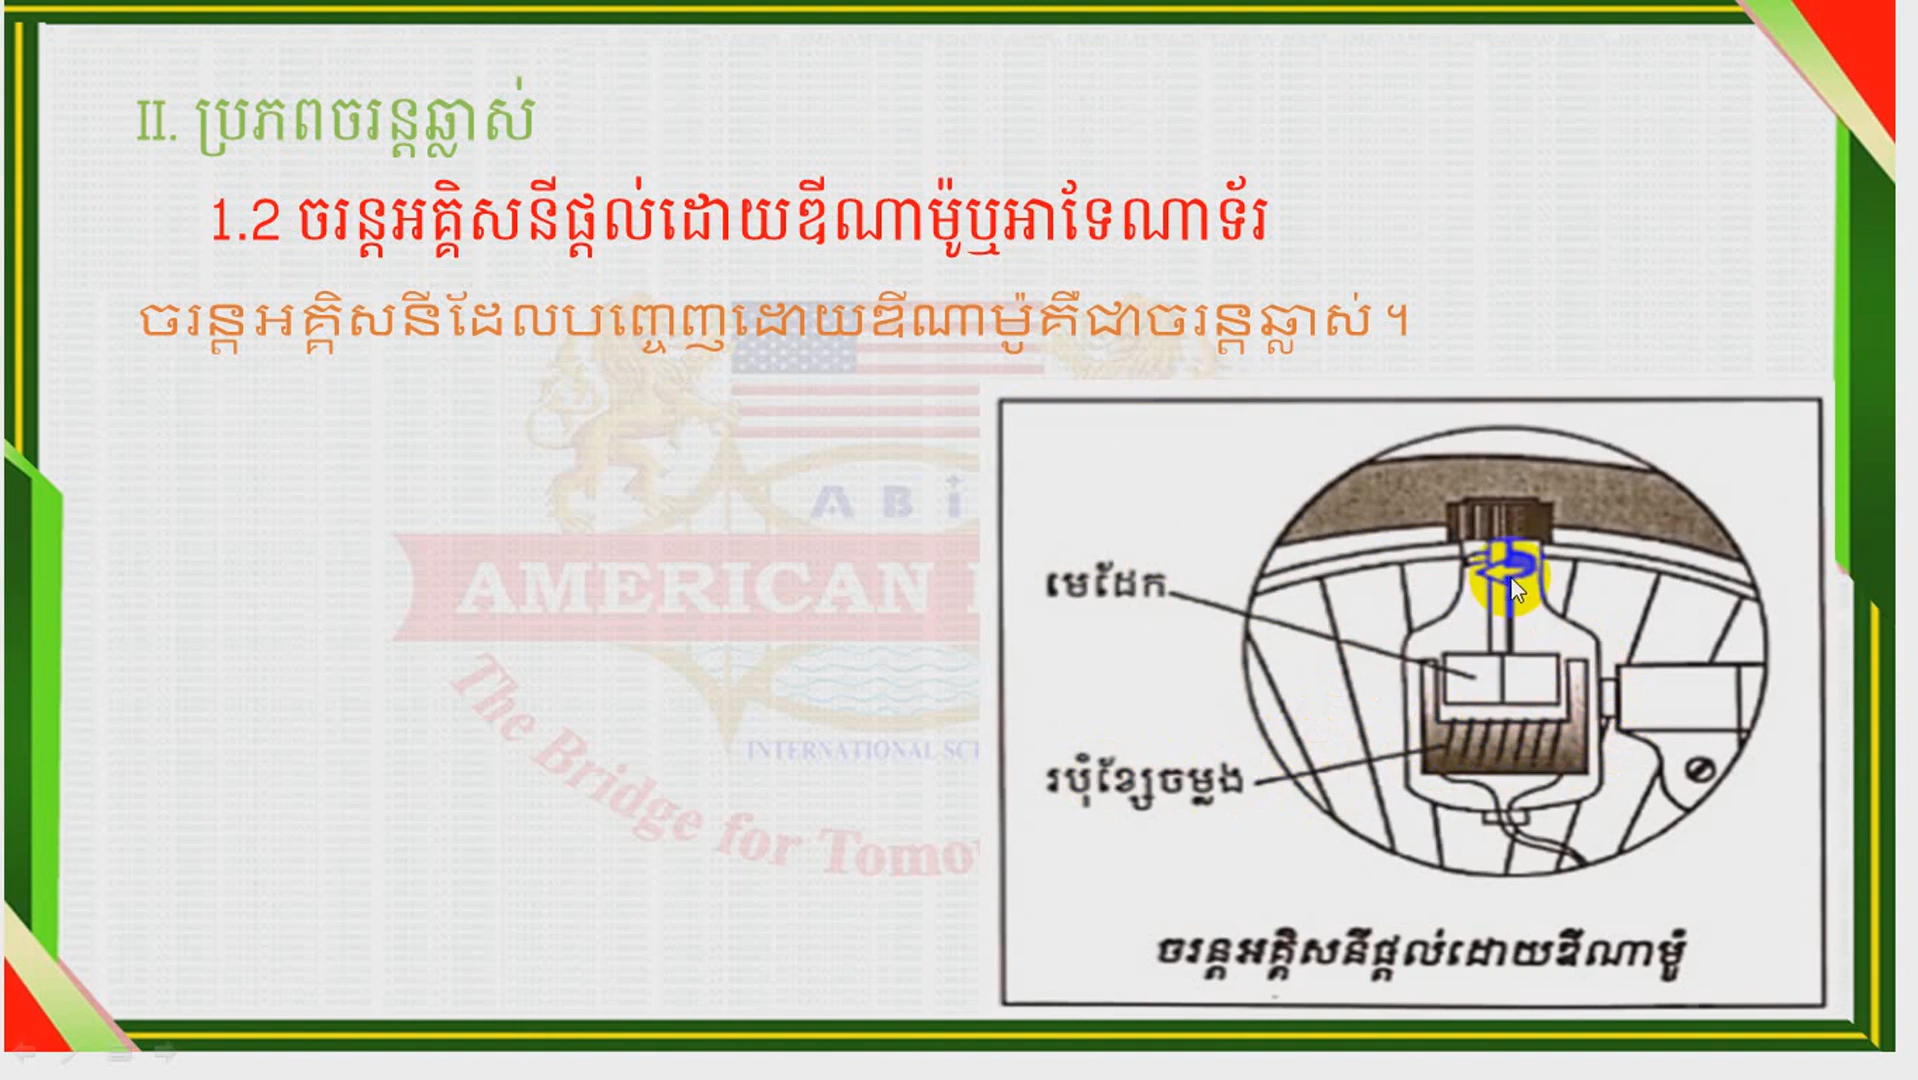 II. ប្រភពចរន្តឆ្លាស់
1.2 ចរន្តអគ្គិសនីផ្តល់ដោយឌីណាម៉ូឬអាទែណាទ័រ
ចរន្តអគ្គិសនីដែលបញ្ចេញដោយឌីណាម៉ូគឺជាចរន្តឆ្លាស់។
A B i
AMERICAN
The Bridge for Tomo
INTERNATIONAL SC
មេដែក
របុំខ្សែចម្លង
ចរន្តអគ្គិសនីផ្តល់ដោយឌីណាម៉ូ